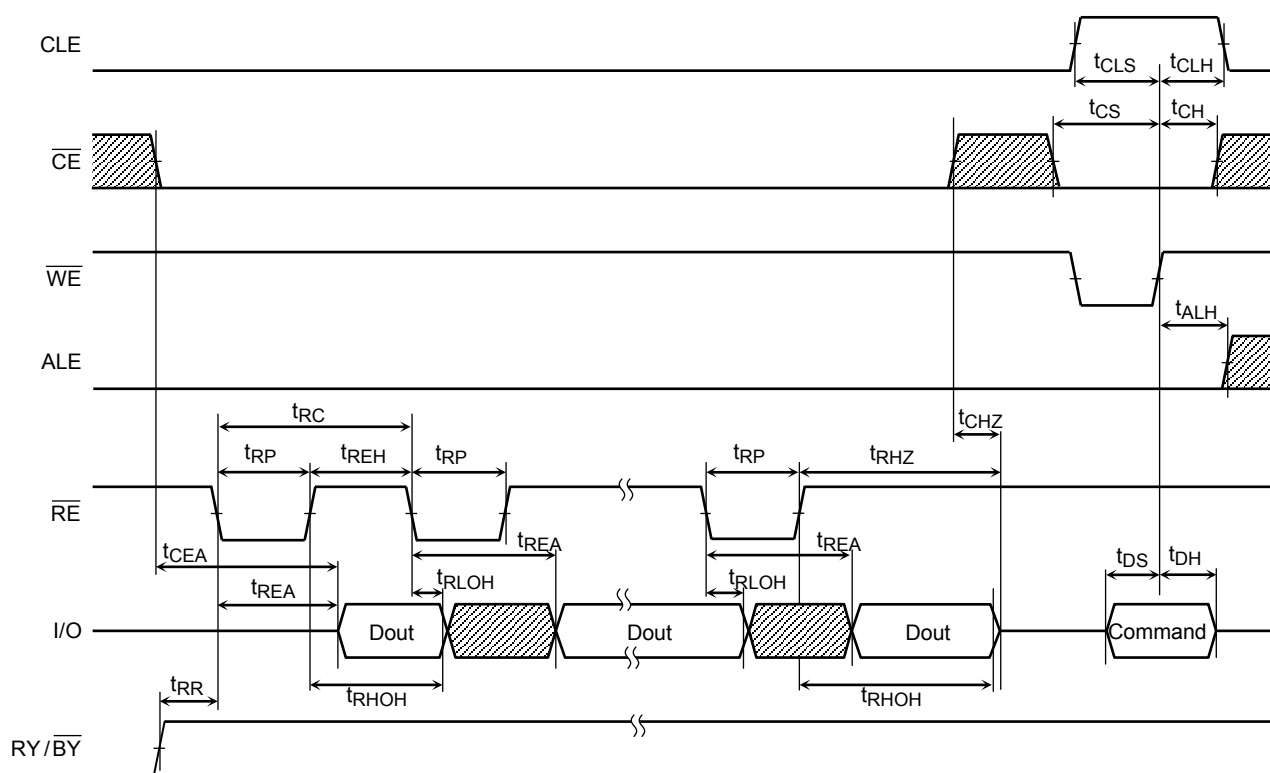 CLE
tCLS tCLH
tCS tCH
CE
WE
tALH
ALE
tRC
tCHZ
tRP tREH tRP tRP tRHZ
RE
tCEA tREA tREA
tDS tDH
tREA tRLOH tRLOH
I/O Dout Dout Dout Command
tRR tRHOH tRHOH
RY/BY